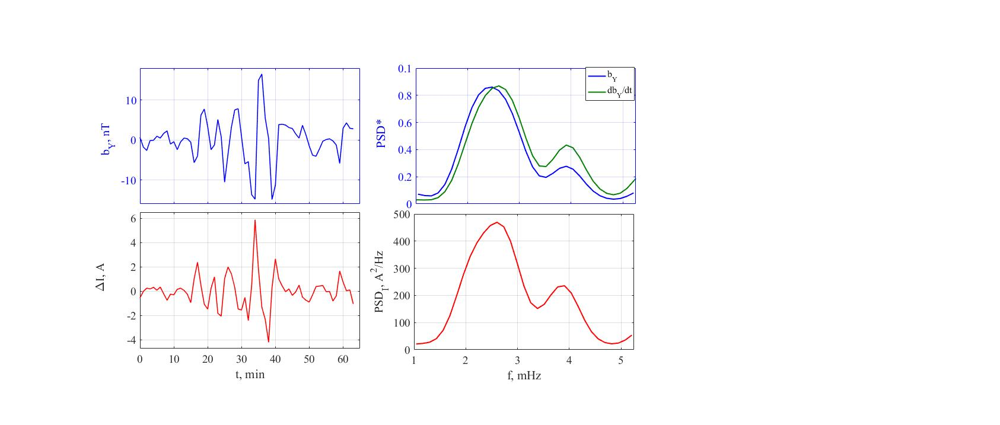 10
0
-10
b_Y, nT
6
4
2
0
-2
-4
ΔI, A
0 10 20 30 40 50 60
t, min
0.1
0.8
0.6
0.4
0.2
0
PSD*
b_Y
db_Y/dt
500
400
300
200
100
0
PSD_I, A^2/Hz
1 2 3 4 5
f, mHz